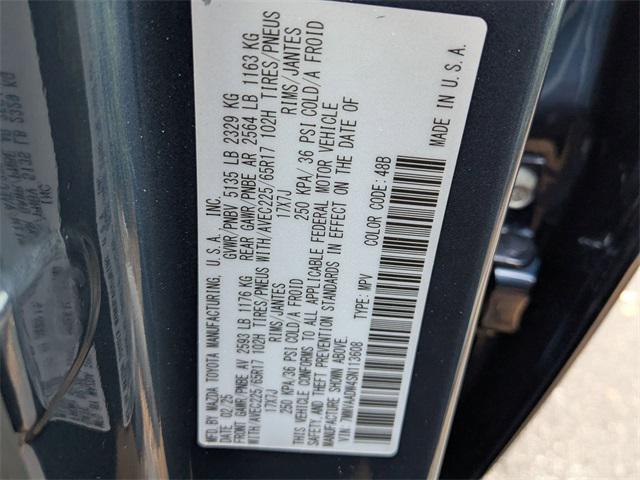 MFD. BY MAZDA TOYOTA MANUFACTURING, U.S.A. INC.
DATE: 02/25 GVWR/PNBV 5135 LB 2329 KG
FRONT GAWR/PNBE AV 2593 LB 1176 KG REAR GAWR/PNBE AR 2564 LB 1163 KG
WITH/AVEC225/65R17 102H TIRES/PNEUS WITH/AVEC225/65R17 102H TIRES/PNEUS
17X7J RIMS/JANTES 17X7J RIMS/JANTES
250 KPA/ 36 PSI COLD/A FROID 250 KPA/ 36 PSI COLD/A FROID
THIS VEHICLE CONFORMS TO ALL APPLICABLE FEDERAL MOTOR VEHICLE
SAFETY, AND THEFT PREVENTION STANDARDS IN EFFECT ON THE DATE OF
MANUFACTURE SHOWN ABOVE.
COLOR CODE: 48B
TYPE: MPV
MADE IN U.S.A.